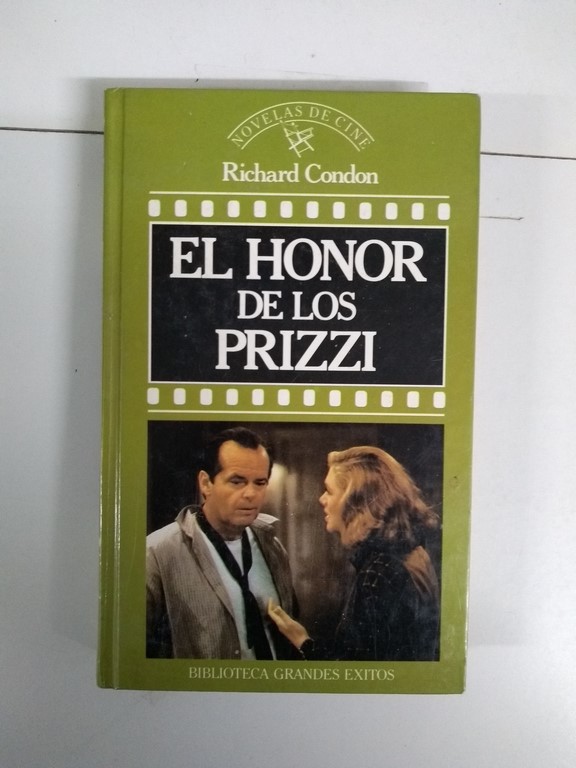 NOVELAS DE CINE
Richard Condon
EL HONOR
DE LOS
PRIZZI
BIBLIOTECA GRANDES EXITOS